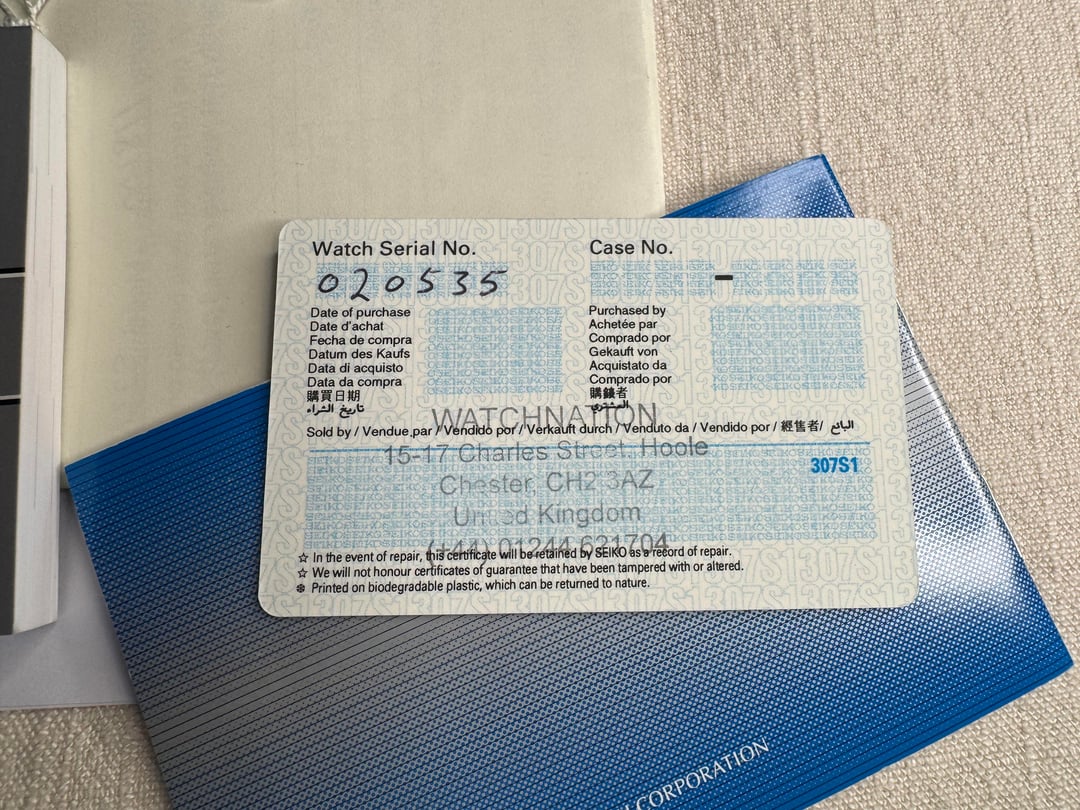 Watch Serial No.
020535
Case No.
-
Date of purchase
Date d'achat
Fecha de compra
Datum des Kaufs
Data di acquisto
Data da compra
購買日期
تاريخ الشراء
Purchased by
Achetée par
Comprado por
Gekauft von
Acquistato da
Comprado por
購錶者
المشتري
WATCHNATION
Sold by / Vendue par / Vendido por / Verkauft durch / Venduto da / Vendido por / 經售者/ البائع
15-17 Charles Street, Hoole
307S1
Chester, CH2 3AZ
United Kingdom
(+44) 01244 621704
☆ In the event of repair, this certificate will be retained by SEIKO as a record of repair.
☆ We will not honour certificates of guarantee that have been tampered with or altered.
❄ Printed on biodegradable plastic, which can be returned to nature.
CORPORATION